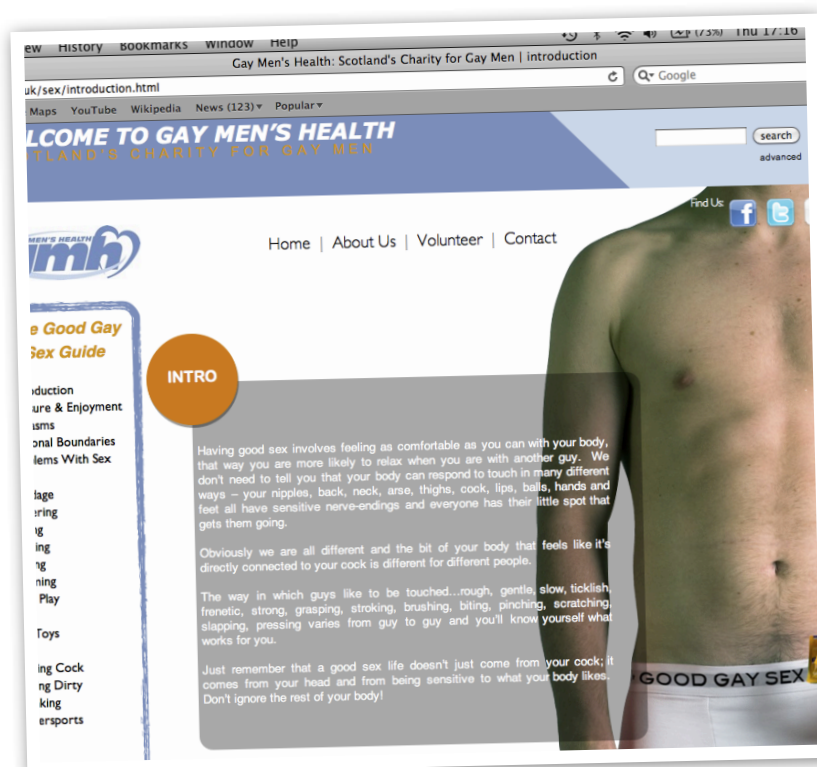 ew History Bookmarks Window Help
(73%) Thu 17:16
Gay Men's Health: Scotland's Charity for Gay Men | introduction
uk/sex/introduction.html
Google
Maps YouTube Wikipedia News (123) Popular
LCOME TO GAY MEN'S HEALTH
TLAND'S CHARITY FOR GAY MEN
search
advanced
Find Us:
MEN'S HEALTH
gmh
Home | About Us | Volunteer | Contact
e Good Gay
Sex Guide
INTRO
oduction
sure & Enjoyment
asms
onal Boundaries
lems With Sex
dage
ering
ng
ing
ng
ning
Play
Toys
ing Cock
ng Dirty
king
ersports
Having good sex involves feeling as comfortable as you can with your body,
that way you are more likely to relax when you are with another guy. We
don't need to tell you that your body can respond to touch in many different
ways – your nipples, back, neck, arse, thighs, cock, lips, balls, hands and
feet all have sensitive nerve-endings and everyone has their little spot that
gets them going.
Obviously we are all different and the bit of your body that feels like it's
directly connected to your cock is different for different people.
The way in which guys like to be touched...rough, gentle, slow, ticklish,
frenetic, strong, grasping, stroking, brushing, biting, pinching, scratching,
slapping, pressing varies from guy to guy and you'll know yourself what
works for you.
Just remember that a good sex life doesn't just come from your cock; it
comes from your head and from being sensitive to what your body likes.
Don't ignore the rest of your body!
GOOD GAY SEX